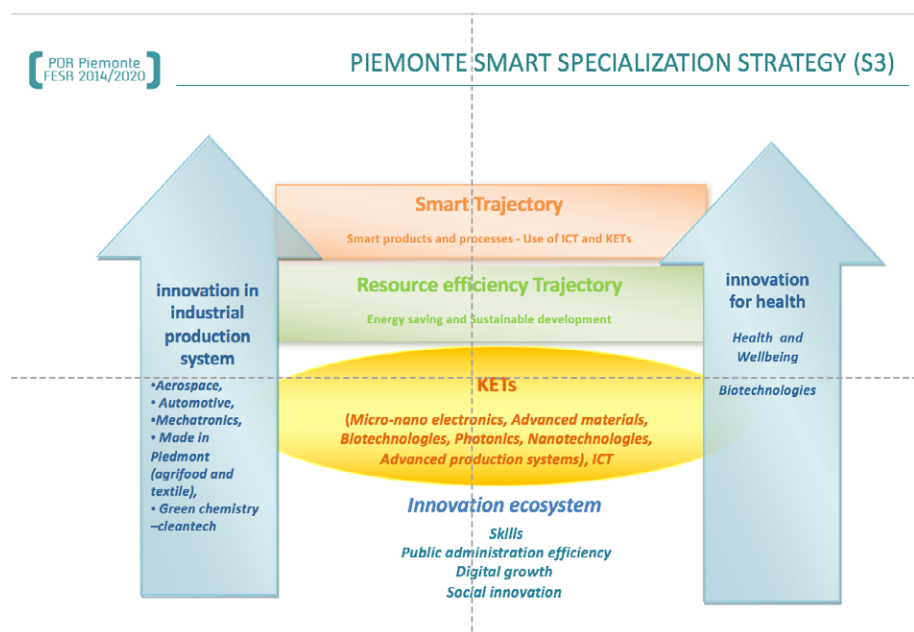 POR Piemonte
FESR 2014/2020
PIEMONTE SMART SPECIALIZATION STRATEGY (S3)
Smart Trajectory
Smart products and processes - Use of ICT and KETs
Resource efficiency Trajectory
Energy saving and Sustainable development
innovation in
industrial
production
system
•Aerospace,
• Automotive,
•Mechatronics,
• Made in
Piedmont
(agrifood and
textile),
• Green chemistry
–cleantech
KETs
(Micro-nano electronics, Advanced materials,
Biotechnologies, Photonics, Nanotechnologies,
Advanced production systems), ICT
Innovation ecosystem
Skills
Public administration efficiency
Digital growth
Social innovation
innovation
for health
Health and
Wellbeing
Biotechnologies